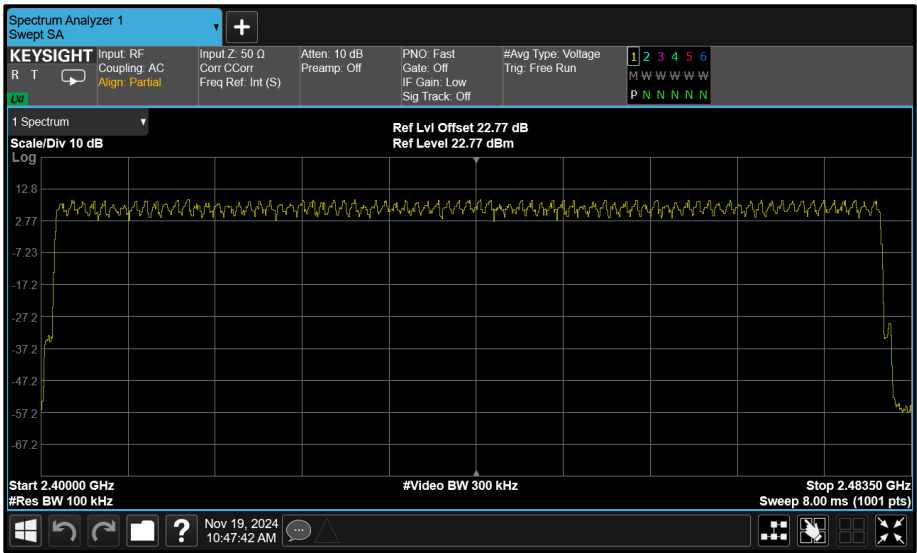 Spectrum Analyzer 1
Swept SA
+
KEYSIGHT
R T
LXI
Input: RF
Coupling: AC
Align: Partial
Input Z: 50 Ω
Corr CCorr
Freq Ref: Int (S)
Atten: 10 dB
Preamp: Off
PNO: Fast
Gate: Off
IF Gain: Low
Sig Track: Off
#Avg Type: Voltage
Trig: Free Run
1 2 3 4 5 6
M W W W W W
P N N N N N
1 Spectrum
Scale/Div 10 dB
Ref Lvl Offset 22.77 dB
Ref Level 22.77 dBm
Log
12.8
2.77
-7.23
-17.2
-27.2
-37.2
-47.2
-57.2
-67.2
Start 2.40000 GHz
#Res BW 100 kHz
#Video BW 300 kHz
Stop 2.48350 GHz
Sweep 8.00 ms (1001 pts)
?
Nov 19, 2024
10:47:42 AM